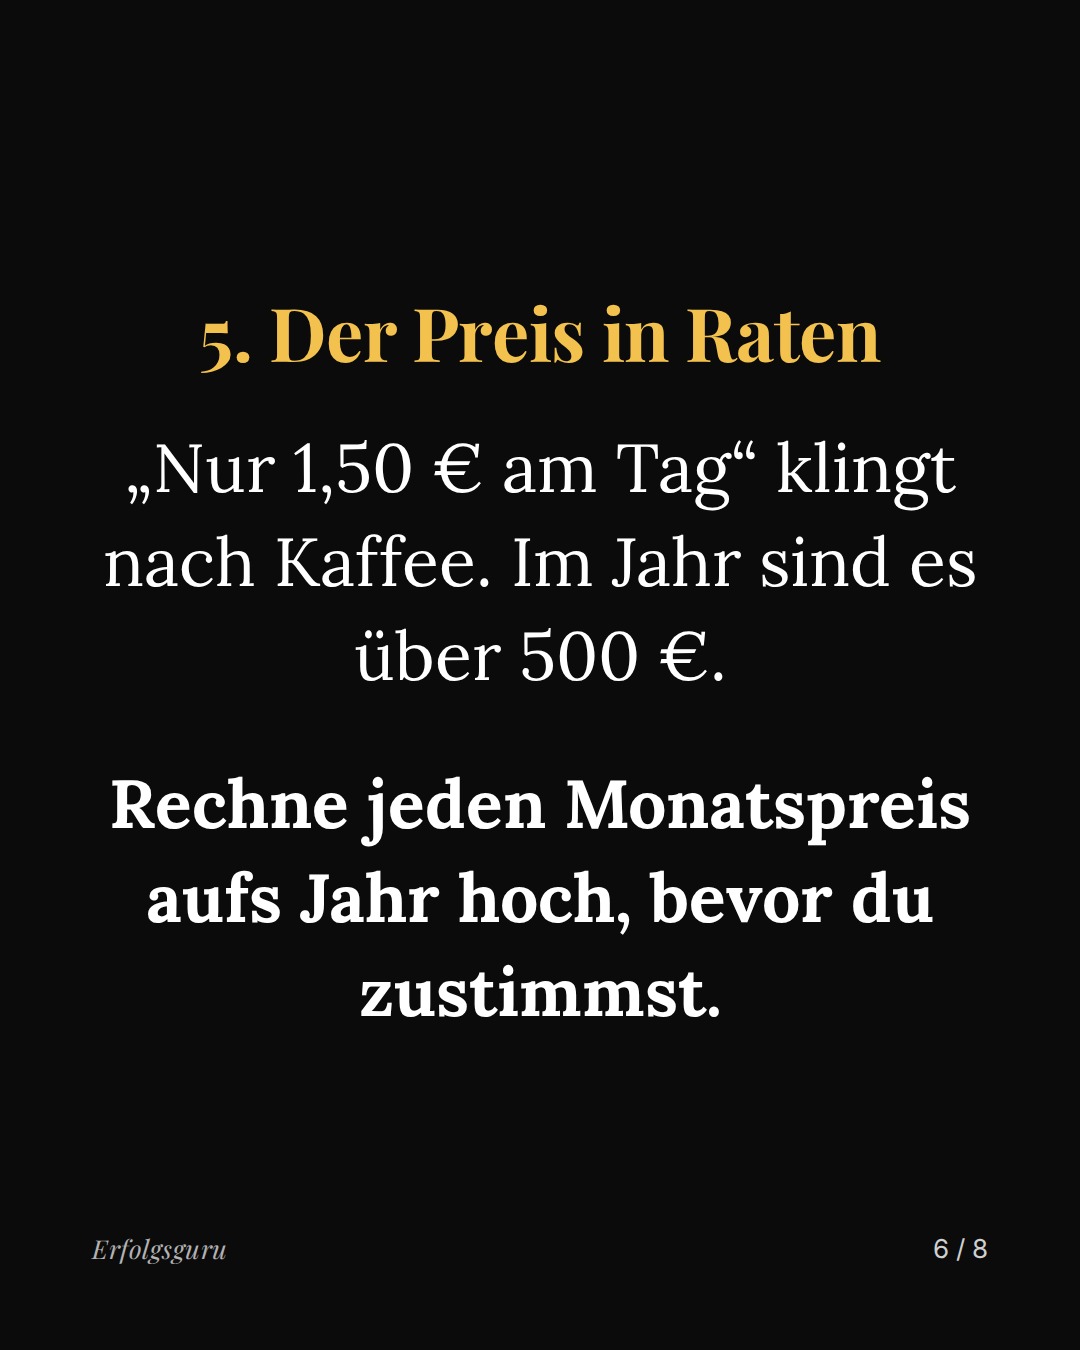 5. Der Preis in Raten
„Nur 1,50 € am Tag“ klingt
nach Kaffee. Im Jahr sind es
über 500 €.
Rechne jeden Monatspreis
aufs Jahr hoch, bevor du
zustimmst.
Erfolgsguru
6 / 8